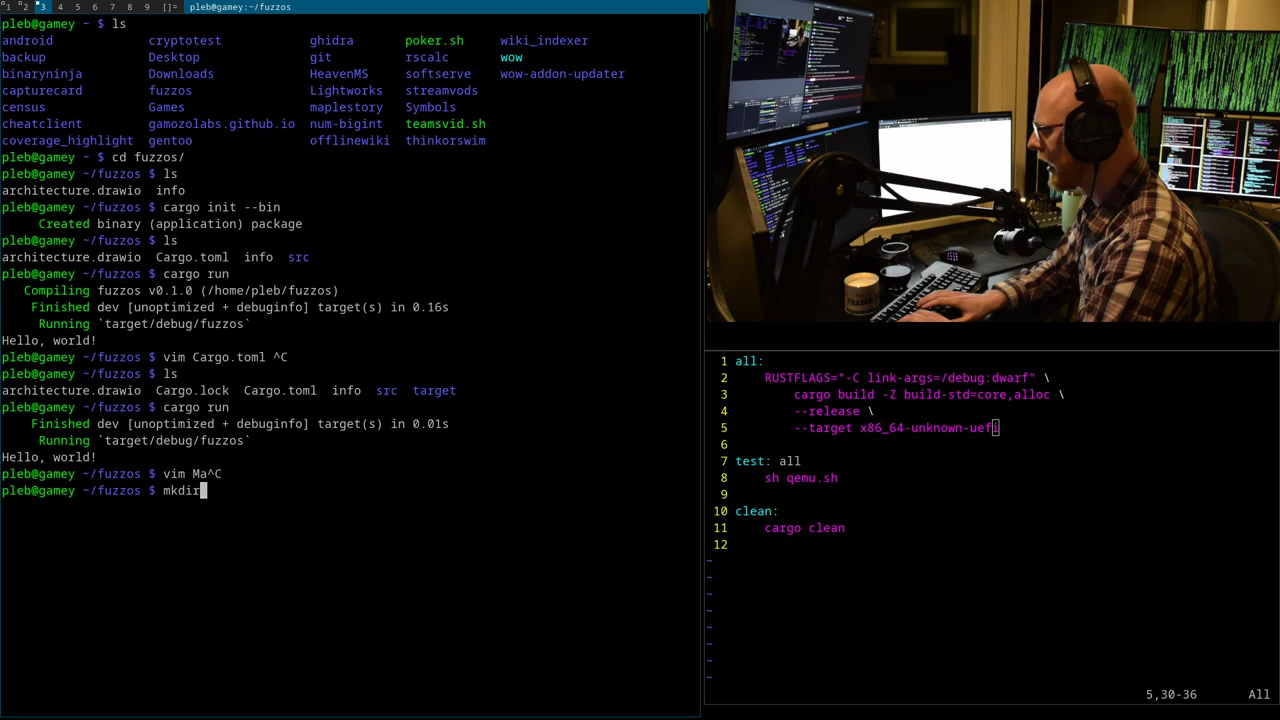 1 2 3 4 5 6 7 8 9 []= pleb@gamey:~/fuzzos
pleb@gamey ~ $ ls
android cryptotest ghidra poker.sh wiki_indexer
backup Desktop git rscalc wow
binaryninja Downloads HeavenMS softserve wow-addon-updater
capturecard fuzzos Lightworks streamvods
census Games maplestory Symbols
cheatclient gamozolabs.github.io num-bigint teamsvid.sh
coverage_highlight gentoo offlinewiki thinkorswim
pleb@gamey ~ $ cd fuzzos/
pleb@gamey ~/fuzzos $ ls
architecture.drawio info
pleb@gamey ~/fuzzos $ cargo init --bin
Created binary (application) package
pleb@gamey ~/fuzzos $ ls
architecture.drawio Cargo.toml info src
pleb@gamey ~/fuzzos $ cargo run
Compiling fuzzos v0.1.0 (/home/pleb/fuzzos)
Finished dev [unoptimized + debuginfo] target(s) in 0.16s
Running `target/debug/fuzzos`
Hello, world!
pleb@gamey ~/fuzzos $ vim Cargo.toml ^C
pleb@gamey ~/fuzzos $ ls
architecture.drawio Cargo.lock Cargo.toml info src target
pleb@gamey ~/fuzzos $ cargo run
Finished dev [unoptimized + debuginfo] target(s) in 0.01s
Running `target/debug/fuzzos`
Hello, world!
pleb@gamey ~/fuzzos $ vim Ma^C
pleb@gamey ~/fuzzos $ mkdir
1 all:
2 RUSTFLAGS="-C link-args=/debug:dwarf" \
3 cargo build -Z build-std=core,alloc \
4 --release \
5 --target x86_64-unknown-uefi
6
7 test: all
8 sh qemu.sh
9
10 clean:
11 cargo clean
12
~
~
~
~
~
~
~
~
5,30-36 All